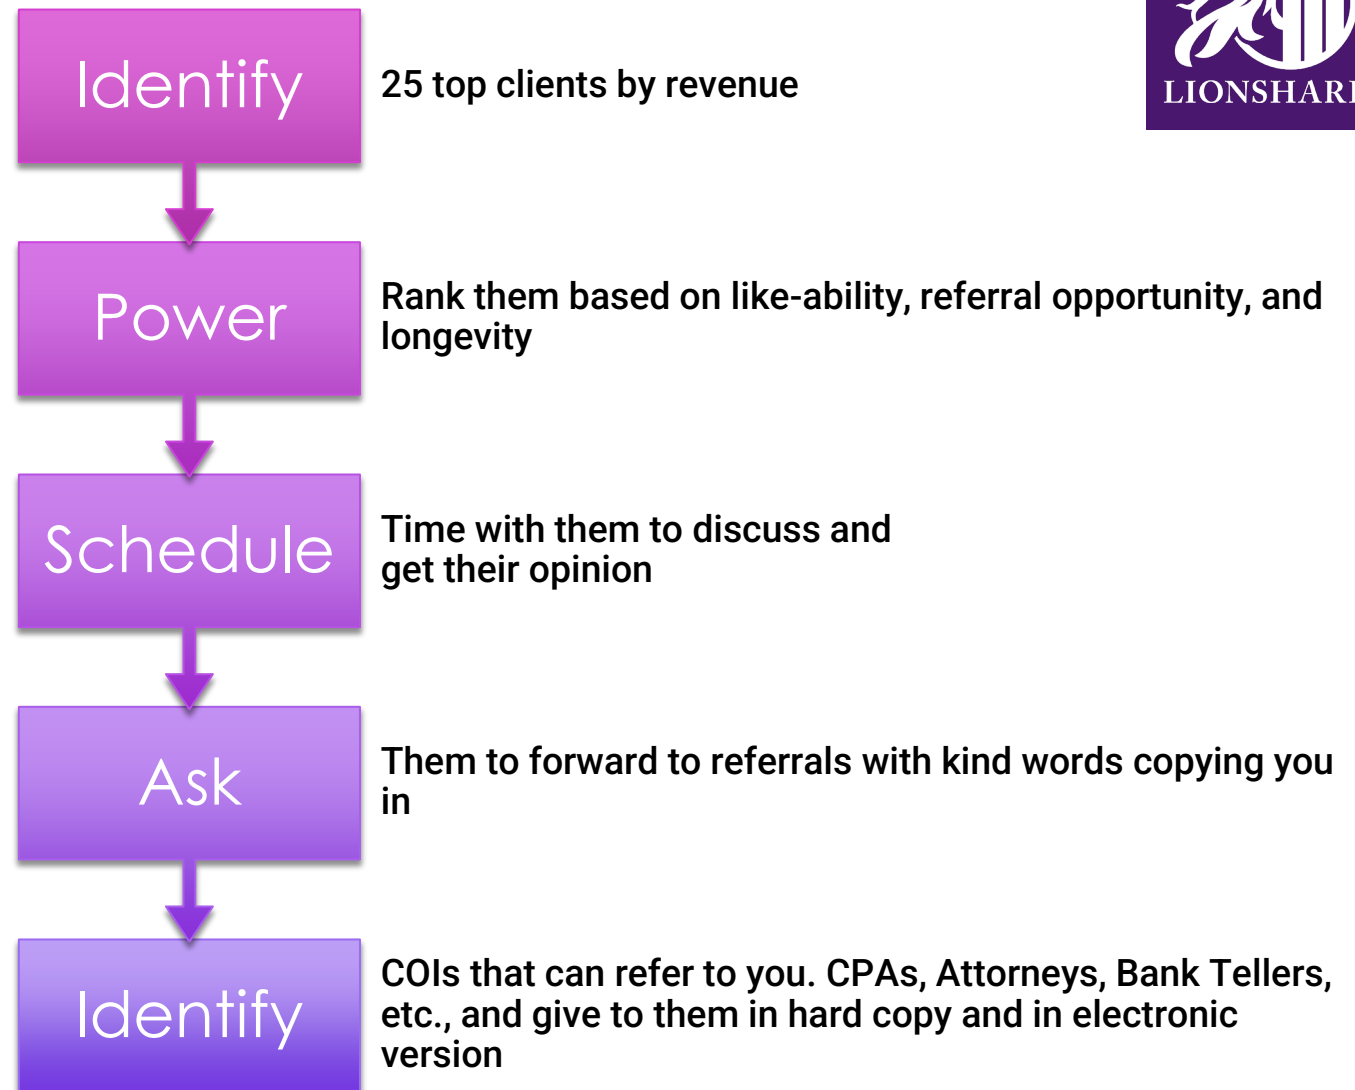 Identify
25 top clients by revenue
LIONSHARE
Power
Rank them based on like-ability, referral opportunity, and
longevity
Schedule
Time with them to discuss and
get their opinion
Ask
Them to forward to referrals with kind words copying you
in
Identify
COIs that can refer to you. CPAs, Attorneys, Bank Tellers,
etc., and give to them in hard copy and in electronic
version